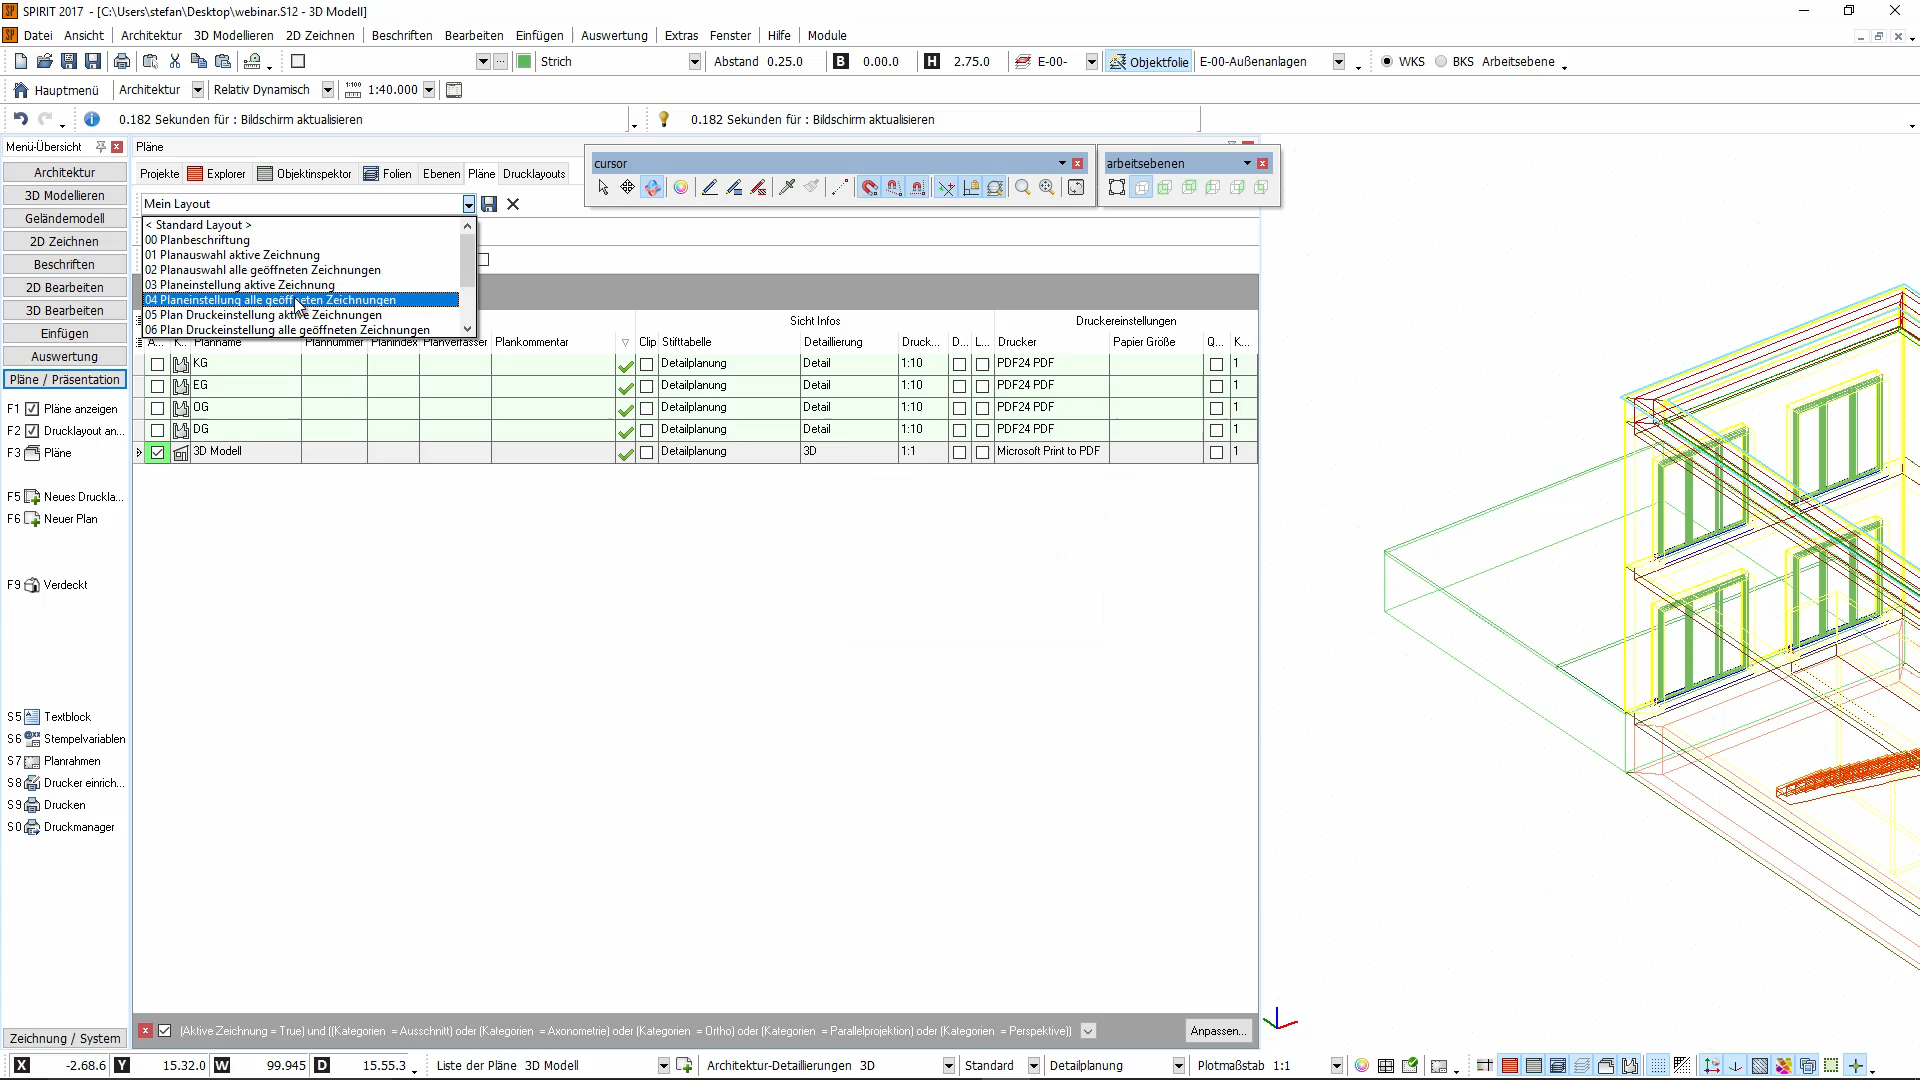 SPIRIT 2017 - [C:\Users\stefan\Desktop\webinar.S12 - 3D Modell]
Datei Ansicht Architektur 3D Modellieren 2D Zeichnen Beschriften Bearbeiten Einfügen Auswertung Extras Fenster Hilfe Module
Strich Abstand 0.25.0 B 0.00.0 H 2.75.0 E-00- Objektfolie E-00-Außenanlagen WKS BKS Arbeitsebene
Hauptmenü Architektur Relativ Dynamisch 1:100 1:40.000
0.182 Sekunden für : Bildschirm aktualisieren 0.182 Sekunden für : Bildschirm aktualisieren
Menü-Übersicht Pläne
cursor arbeitsebenen
Architektur
3D Modellieren
Geländemodell
2D Zeichnen
Beschriften
2D Bearbeiten
3D Bearbeiten
Einfügen
Auswertung
Pläne / Präsentation
F1 Pläne anzeigen
F2 Drucklayout an...
F3 Pläne
F5 Neues Druckla...
F6 Neuer Plan
F9 Verdeckt
S5 Textblock
S6 Stempelvariablen
S7 Planrahmen
S8 Drucker einrich...
S9 Drucken
S0 Druckmanager
Zeichnung / System
Projekte Explorer Objektinspektor Folien Ebenen Pläne Drucklayouts
Mein Layout
< Standard Layout >
00 Planbeschriftung
01 Planauswahl aktive Zeichnung
02 Planauswahl alle geöffneten Zeichnungen
03 Planeinstellung aktive Zeichnung
04 Planeinstellung alle geöffneten Zeichnungen
05 Plan Druckeinstellung aktive Zeichnungen
06 Plan Druckeinstellung alle geöffneten Zeichnungen
Sicht Infos Druckereinstellungen
A... K... Planname Plannummer Planindex Planverfasser Plankommentar Clip Stifttabelle Detaillierung Druck... D... L... Drucker Papier Größe Q... K...
KG Detailplanung Detail 1:10 PDF24 PDF 1
EG Detailplanung Detail 1:10 PDF24 PDF 1
OG Detailplanung Detail 1:10 PDF24 PDF 1
DG Detailplanung Detail 1:10 PDF24 PDF 1
3D Modell Detailplanung 3D 1:1 Microsoft Print to PDF 1
(Aktive Zeichnung = True) und ((Kategorien = Ausschnitt) oder (Kategorien = Axonometrie) oder (Kategorien = Ortho) oder (Kategorien = Parallelprojektion) oder (Kategorien = Perspektive)) Anpassen...
X -2.68.6 Y 15.32.0 W 99.945 D 15.55.3 Liste der Pläne 3D Modell Architektur-Detaillierungen 3D Standard Detailplanung Plotmaßstab 1:1